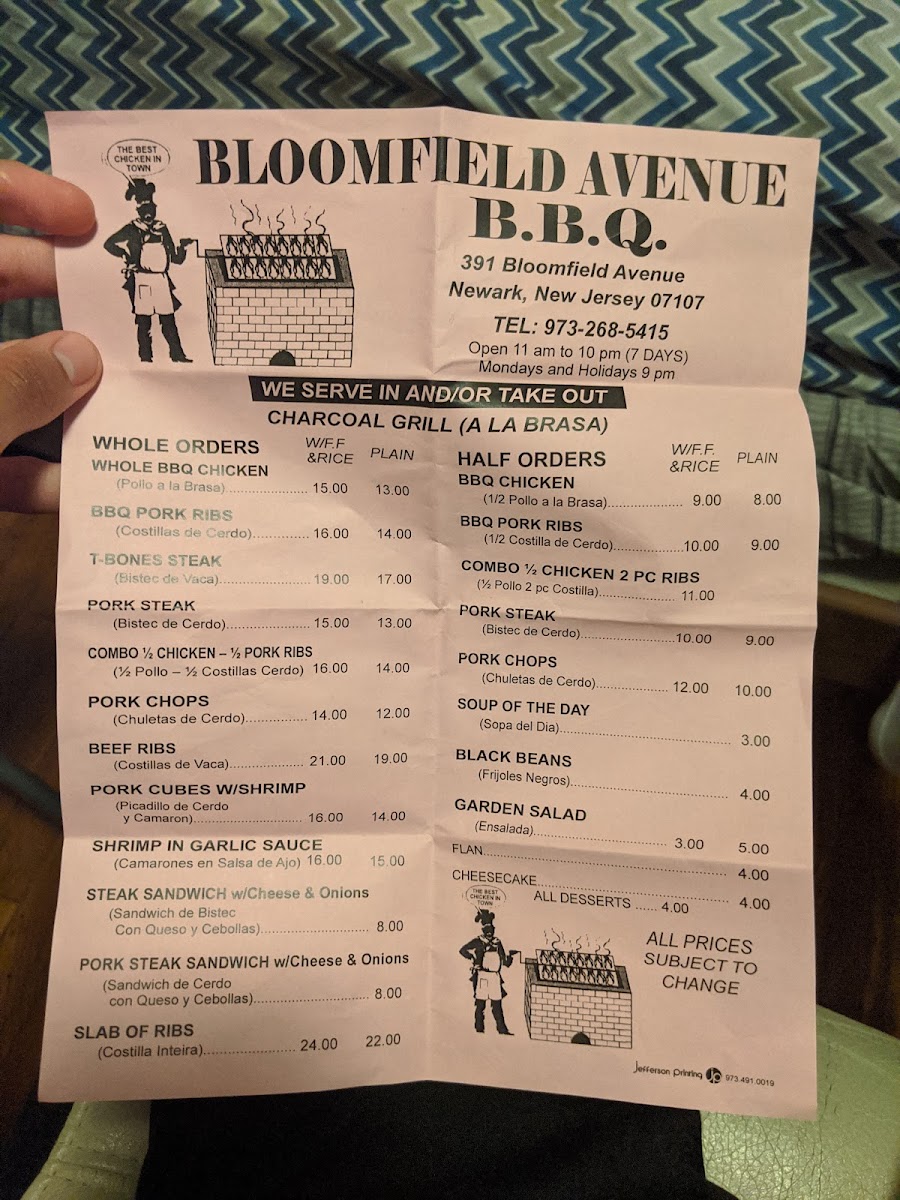 THE BEST
CHICKEN IN
TOWN
BLOOMFIELD AVENUE
B.B.Q.
391 Bloomfield Avenue
Newark, New Jersey 07107
TEL: 973-268-5415
Open 11 am to 10 pm (7 DAYS)
Mondays and Holidays 9 pm
WE SERVE IN AND/OR TAKE OUT
CHARCOAL GRILL (A LA BRASA)
WHOLE ORDERS W/F.F &RICE PLAIN
WHOLE BBQ CHICKEN
(Pollo a la Brasa)..................... 15.00 13.00
BBQ PORK RIBS
(Costillas de Cerdo).............. 16.00 14.00
T-BONES STEAK
(Bistec de Vaca)....................... 19.00 17.00
PORK STEAK
(Bistec de Cerdo)..................... 15.00 13.00
COMBO ½ CHICKEN – ½ PORK RIBS
(½ Pollo – ½ Costillas Cerdo) 16.00 14.00
PORK CHOPS
(Chuletas de Cerdo)................ 14.00 12.00
BEEF RIBS
(Costillas de Vaca)................... 21.00 19.00
PORK CUBES W/SHRIMP
(Picadillo de Cerdo
y Camaron)............................. 16.00 14.00
SHRIMP IN GARLIC SAUCE
(Camarones en Salsa de Ajo) 16.00 15.00
STEAK SANDWICH w/Cheese & Onions
(Sandwich de Bistec
Con Queso y Cebollas)............................ 8.00
PORK STEAK SANDWICH w/Cheese & Onions
(Sandwich de Cerdo
con Queso y Cebollas)............................. 8.00
SLAB OF RIBS
(Costilla Inteira)....................... 24.00 22.00
HALF ORDERS W/F.F. &RICE PLAIN
BBQ CHICKEN
(1/2 Pollo a la Brasa)................... 9.00 8.00
BBQ PORK RIBS
(1/2 Costilla de Cerdo).................10.00 9.00
COMBO ½ CHICKEN 2 PC RIBS
(½ Pollo 2 pc Costilla)................... 11.00
PORK STEAK
(Bistec de Cerdo)........................10.00 9.00
PORK CHOPS
(Chuletas de Cerdo).................. 12.00 10.00
SOUP OF THE DAY
(Sopa del Dia)........................................... 3.00
BLACK BEANS
(Frijoles Negros)........................................ 4.00
GARDEN SALAD
(Ensalada)................................... 3.00 5.00
FLAN............................................................ 4.00
CHEESECAKE............................................. 4.00
ALL DESSERTS ...... 4.00
THE BEST
CHICKEN IN
TOWN
ALL PRICES
SUBJECT TO
CHANGE
Jefferson Printing JP 973.491.0019